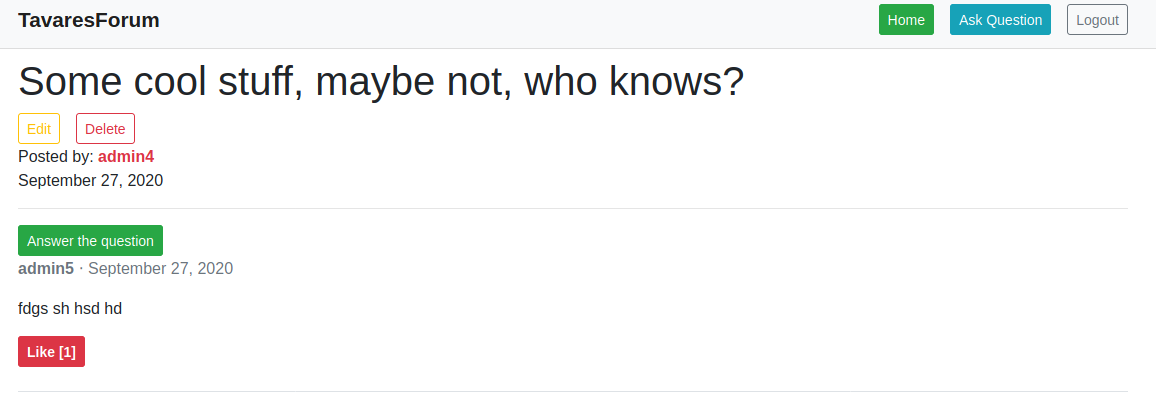 TavaresForum Home Ask Question Logout
Some cool stuff, maybe not, who knows?
Edit Delete
Posted by: admin4
September 27, 2020
Answer the question
admin5 · September 27, 2020
fdgs sh hsd hd
Like [1]